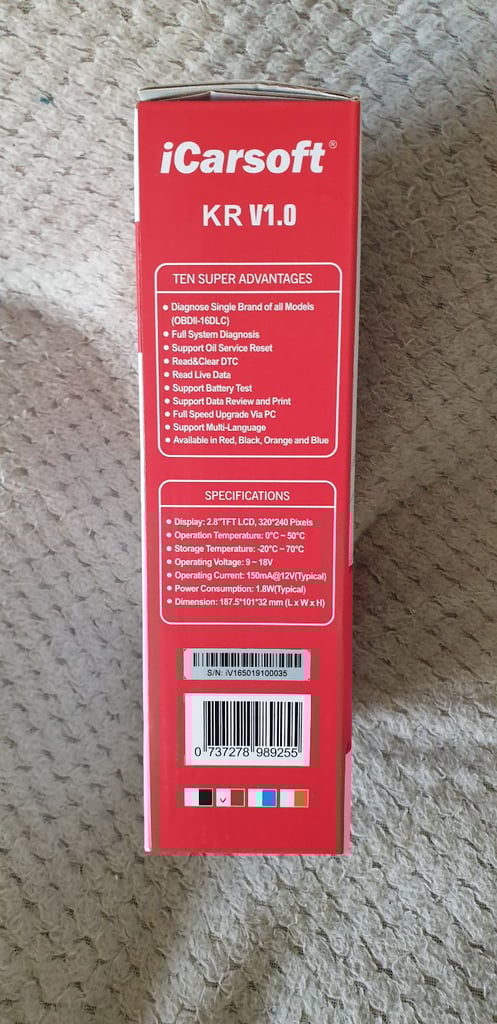 iCarsoft®
KR V1.0
TEN SUPER ADVANTAGES
● Diagnose Single Brand of all Models
(OBDII-16DLC)
● Full System Diagnosis
● Support Oil Service Reset
● Read&Clear DTC
● Read Live Data
● Support Battery Test
● Support Data Review and Print
● Full Speed Upgrade Via PC
● Support Multi-Language
● Available in Red, Black, Orange and Blue
SPECIFICATIONS
● Display: 2.8"TFT LCD, 320*240 Pixels
● Operation Temperature: 0°C ~ 50°C
● Storage Temperature: -20°C ~ 70°C
● Operating Voltage: 9 ~ 18V
● Operating Current: 150mA@12V(Typical)
● Power Consumption: 1.8W(Typical)
● Dimension: 187.5*101*32 mm (L x W x H)
S/N: iV165019100035
0 737278 989255